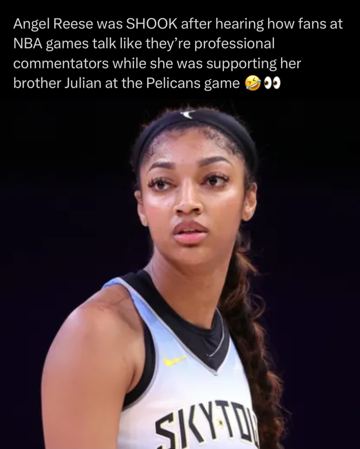 Angel Reese was SHOOK after hearing how fans at
NBA games talk like they’re professional
commentators while she was supporting her
brother Julian at the Pelicans game 🤣👀
SKYTO